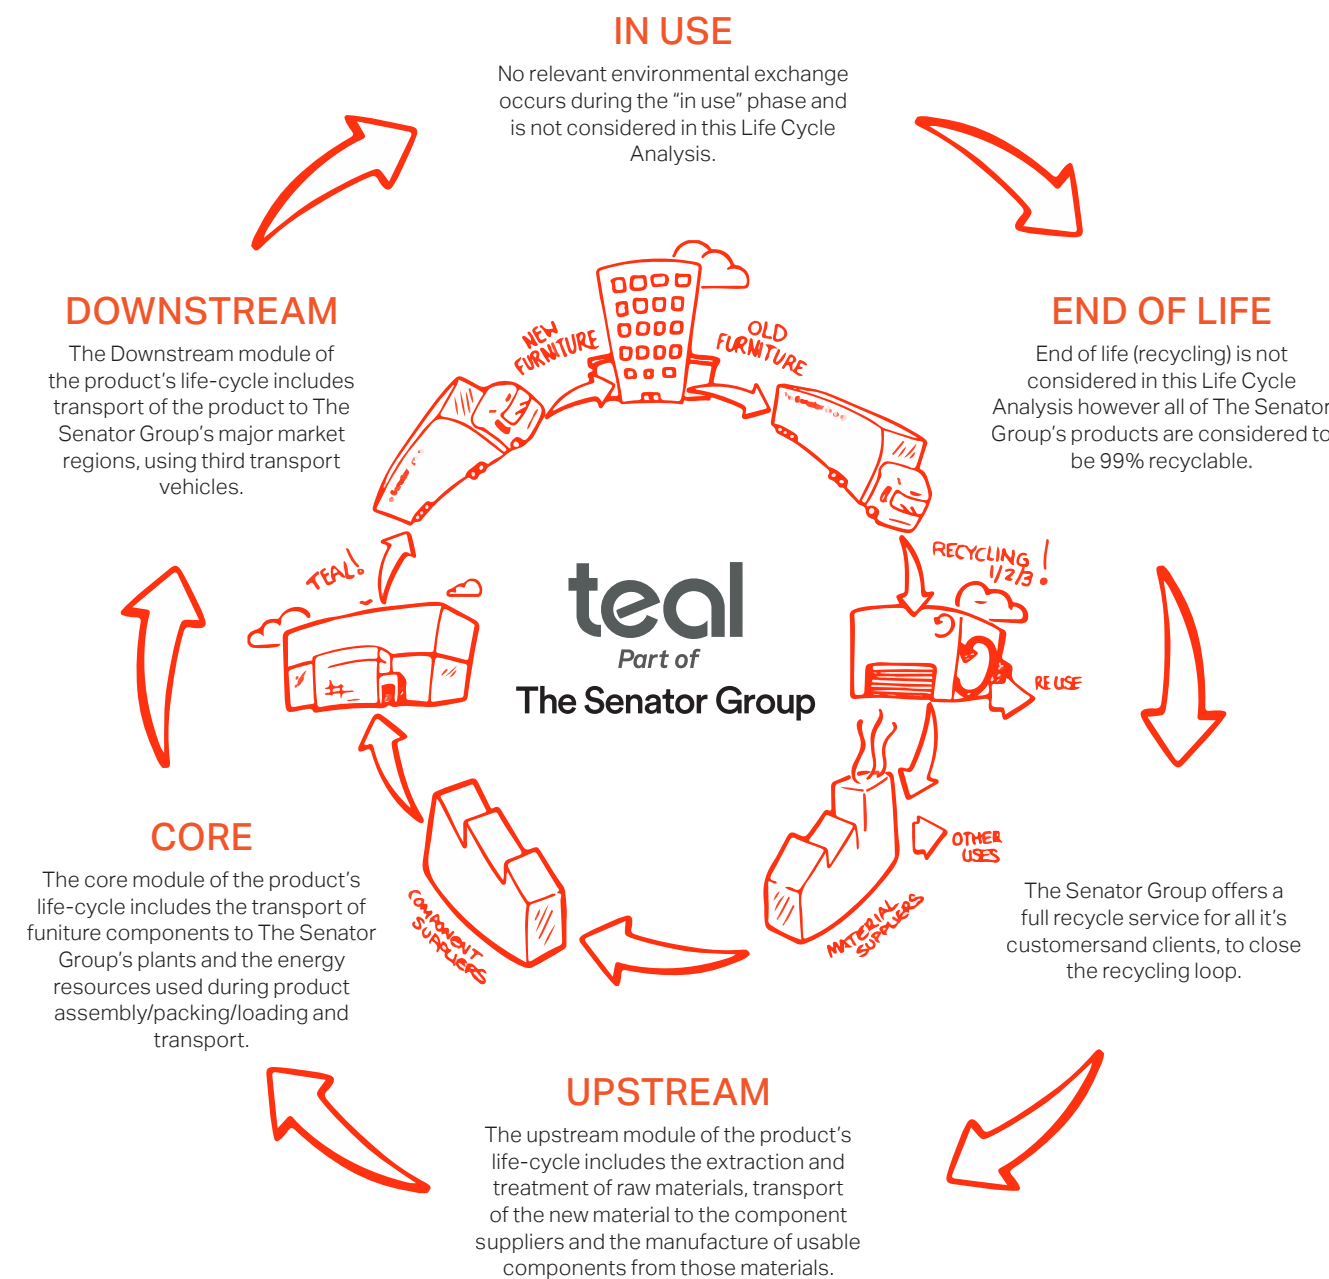 IN USE
No relevant environmental exchange
occurs during the “in use” phase and
is not considered in this Life Cycle
Analysis.
DOWNSTREAM
The Downstream module of
the product’s life-cycle includes
transport of the product to The
Senator Group’s major market
regions, using third transport
vehicles.
END OF LIFE
End of life (recycling) is not
considered in this Life Cycle
Analysis however all of The Senator
Group’s products are considered to
be 99% recyclable.
NEW
FURNITURE
OLD
FURNITURE
Senator
Senator
TEAL!
RECYCLING !
1/2/3
teal
Part of
The Senator Group
RE USE
OTHER
USES
COMPONENT
SUPPLIERS
MATERIAL
SUPPLIERS
CORE
The core module of the product’s
life-cycle includes the transport of
funiture components to The Senator
Group’s plants and the energy
resources used during product
assembly/packing/loading and
transport.
The Senator Group offers a
full recycle service for all it’s
customersand clients, to close
the recycling loop.
UPSTREAM
The upstream module of the product’s
life-cycle includes the extraction and
treatment of raw materials, transport
of the new material to the component
suppliers and the manufacture of usable
components from those materials.